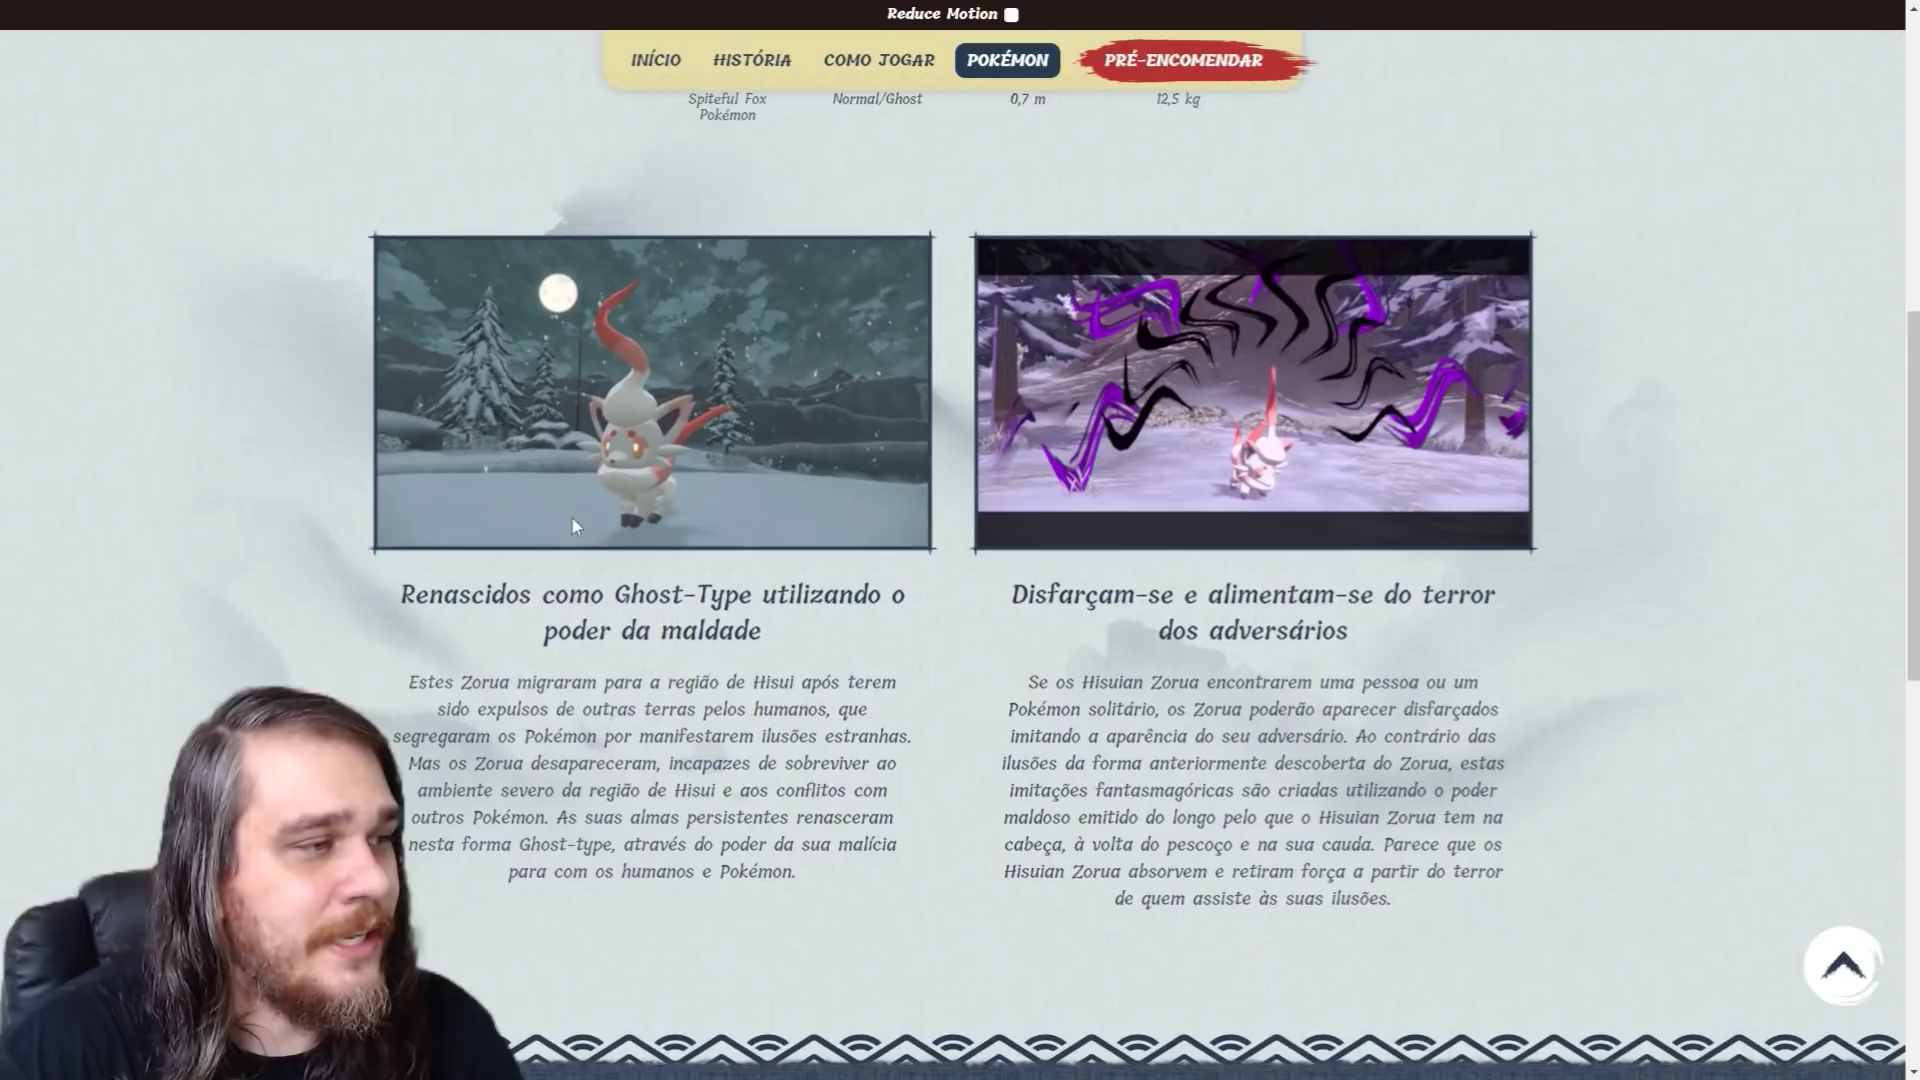 Reduce Motion
INÍCIO
HISTÓRIA
COMO JOGAR
POKÉMON
PRÉ-ENCOMENDAR
Spiteful Fox
Pokémon
Normal/Ghost
0,7 m
12,5 kg
Renascidos como Ghost-Type utilizando o
poder da maldade
Estes Zorua migraram para a região de Hisui após terem
sido expulsos de outras terras pelos humanos, que
segregaram os Pokémon por manifestarem ilusões estranhas.
Mas os Zorua desapareceram, incapazes de sobreviver ao
ambiente severo da região de Hisui e aos conflitos com
outros Pokémon. As suas almas persistentes renasceram
nesta forma Ghost-type, através do poder da sua malícia
para com os humanos e Pokémon.
Disfarçam-se e alimentam-se do terror
dos adversários
Se os Hisuian Zorua encontrarem uma pessoa ou um
Pokémon solitário, os Zorua poderão aparecer disfarçados
imitando a aparência do seu adversário. Ao contrário das
ilusões da forma anteriormente descoberta do Zorua, estas
imitações fantasmagóricas são criadas utilizando o poder
maldoso emitido do longo pelo que o Hisuian Zorua tem na
cabeça, à volta do pescoço e na sua cauda. Parece que os
Hisuian Zorua absorvem e retiram força a partir do terror
de quem assiste às suas ilusões.